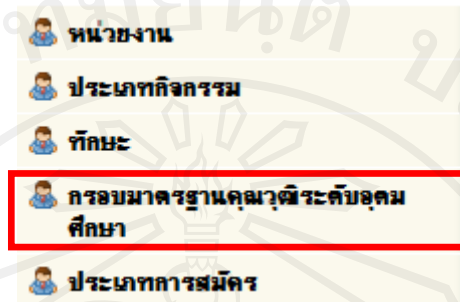 หน่วยงาน
ประเภทกิจกรรม
ทักษะ
กรอบมาตรฐานคุณวุฒิระดับอุดม
ศึกษา
ประเภทการสมัคร